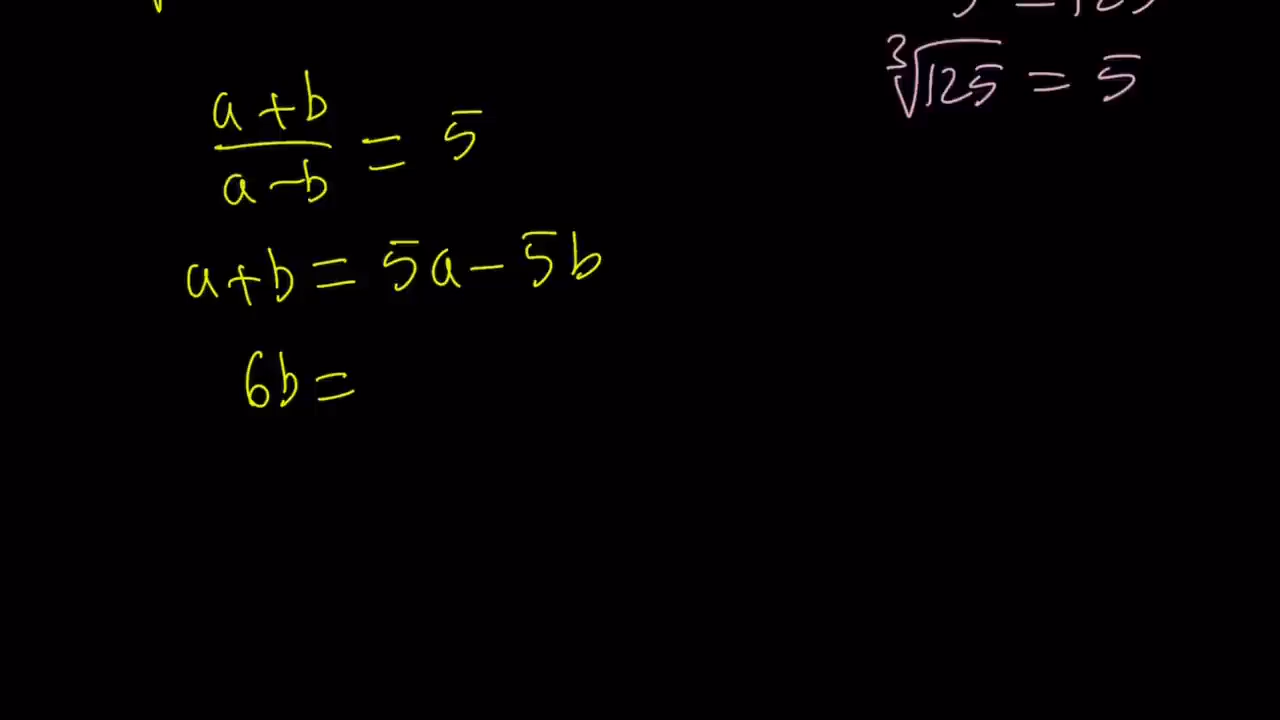 ∛125 = 5
(a+b)/(a−b) = 5
a+b = 5a − 5b
6b =